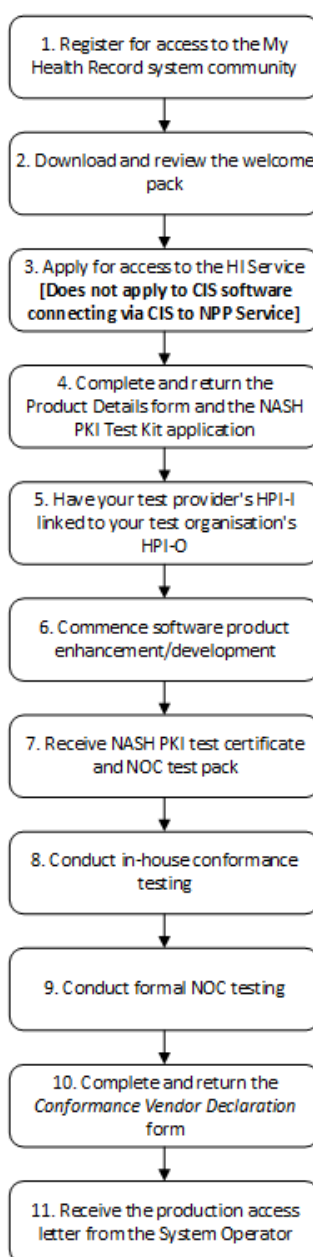 1. Register for access to the My
Health Record system community
2. Download and review the welcome
pack
3. Apply for access to the HI Service
[Does not apply to CIS software
connecting via CIS to NPP Service]
4. Complete and return the
Product Details form and the NASH
PKI Test Kit application
5. Have your test provider's HPI-I
linked to your test organisation's
HPI-O
6. Commence software product
enhancement/development
7. Receive NASH PKI test certificate
and NOC test pack
8. Conduct in-house conformance
testing
9. Conduct formal NOC testing
10. Complete and return the
Conformance Vendor Declaration
form
11. Receive the production access
letter from the System Operator